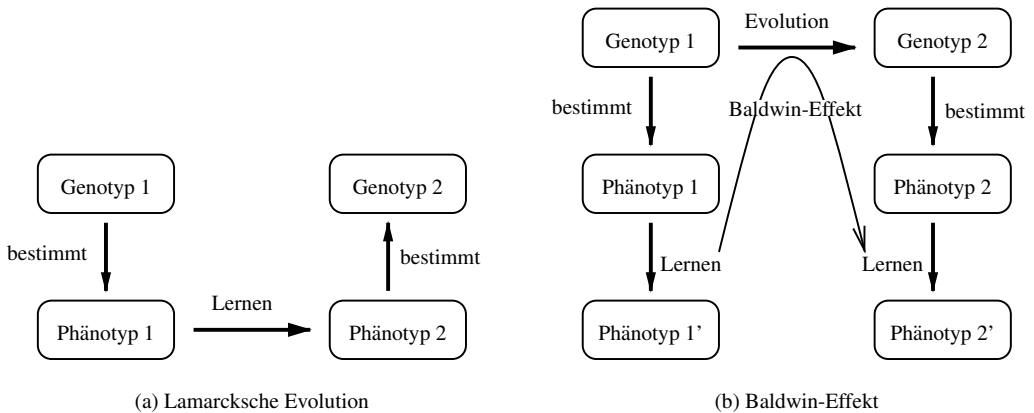 Genotyp 1
Genotyp 2
bestimmt
bestimmt
Phänotyp 1
Lernen
Phänotyp 2
(a) Lamarcksche Evolution
Evolution
Genotyp 1
Genotyp 2
bestimmt
Baldwin-Effekt
bestimmt
Phänotyp 1
Phänotyp 2
Lernen
Lernen
Phänotyp 1’
Phänotyp 2’
(b) Baldwin-Effekt